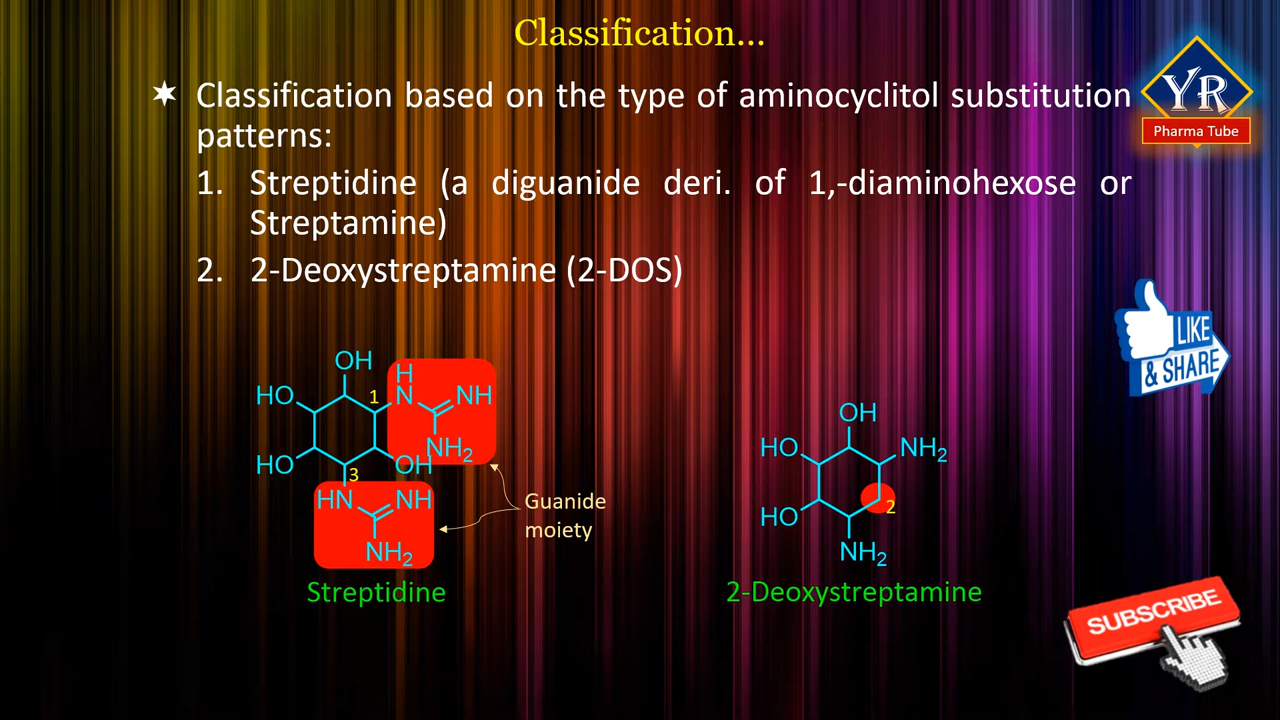 Classification...
YR
Pharma Tube
✶ Classification based on the type of aminocyclitol substitution
patterns:
1. Streptidine (a diguanide deri. of 1,-diaminohexose or
Streptamine)
2. 2-Deoxystreptamine (2-DOS)
LIKE
& SHARE
OH
H
HO
1
N
NH
NH2
HO
OH
3
HN
NH
NH2
Guanide
moiety
Streptidine
OH
HO
NH2
2
HO
NH2
2-Deoxystreptamine
SUBSCRIBE